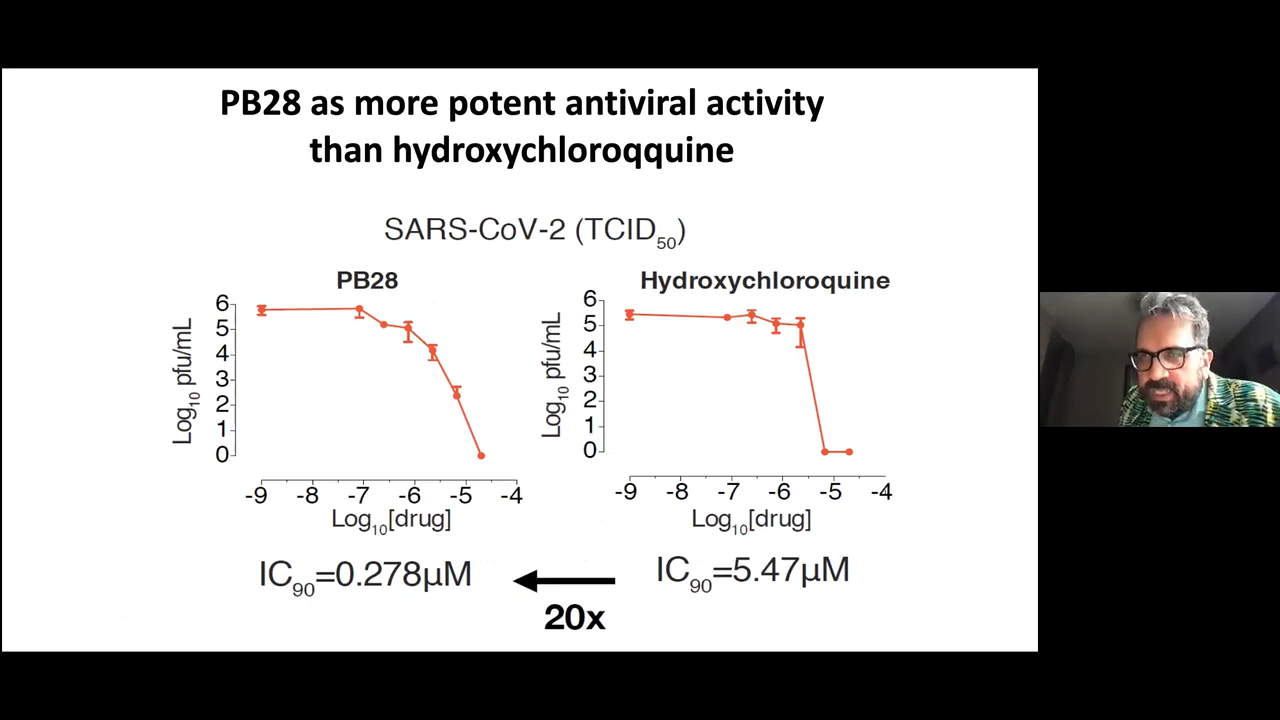 PB28 as more potent antiviral activity
than hydroxychloroqquine
SARS-CoV-2 (TCID50)
PB28
Log10 pfu/mL
6
5
4
3
2
1
0
-9 -8 -7 -6 -5 -4
Log10[drug]
IC90=0.278µM
Hydroxychloroquine
Log10 pfu/mL
6
5
4
3
2
1
0
-9 -8 -7 -6 -5 -4
Log10[drug]
IC90=5.47µM
20x